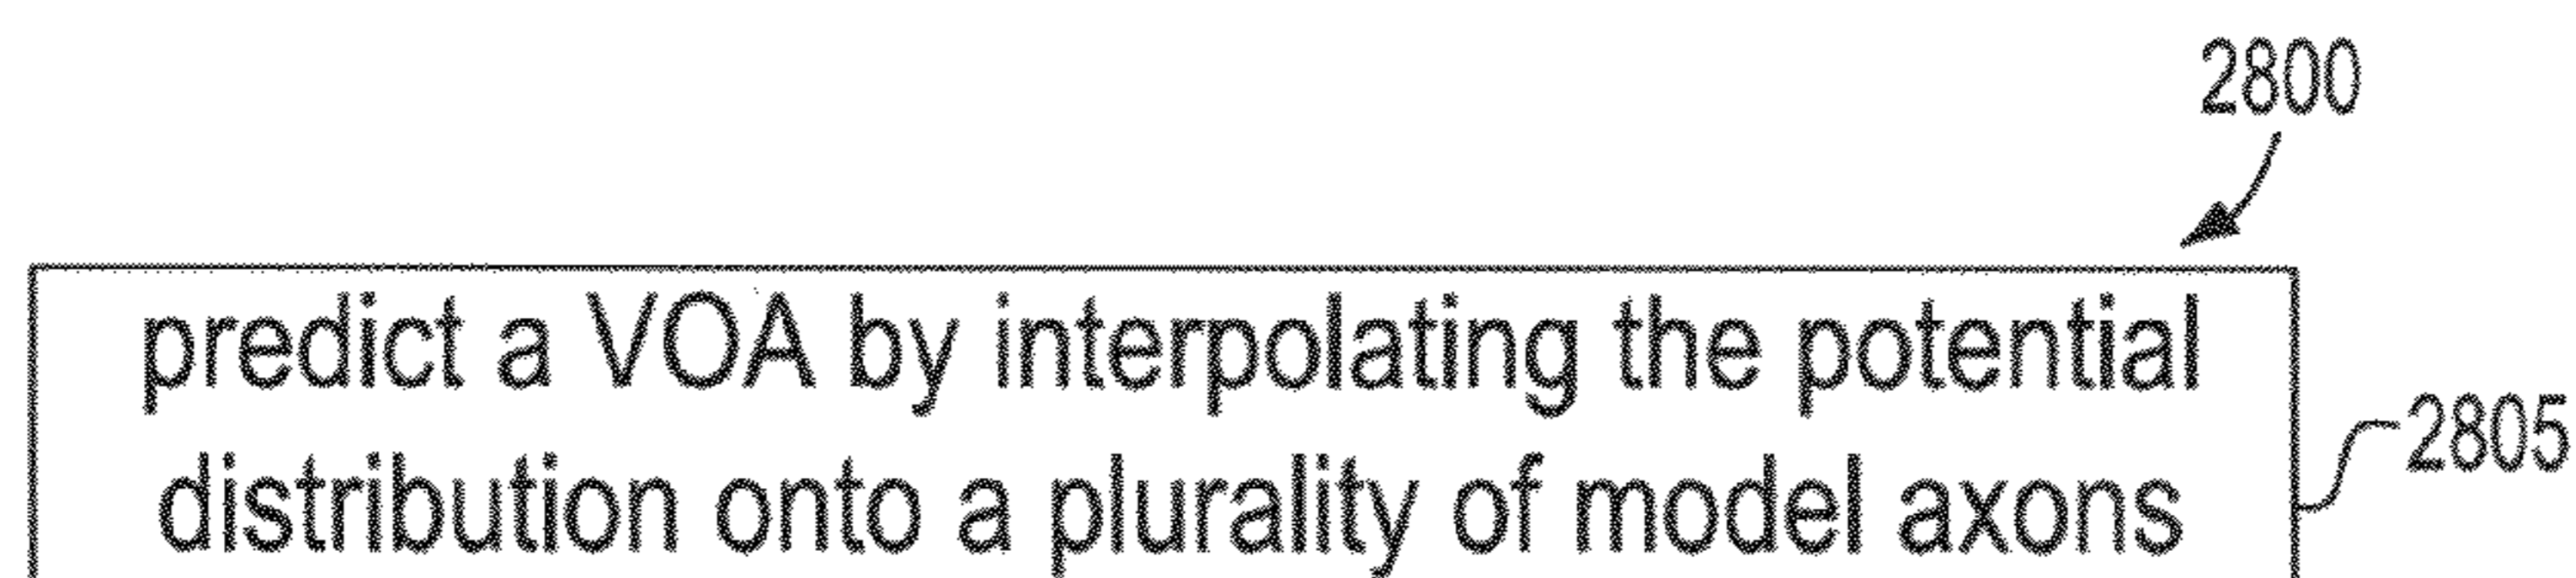 2800
predict a VOA by interpolating the potential
distribution onto a plurality of model axons
2805